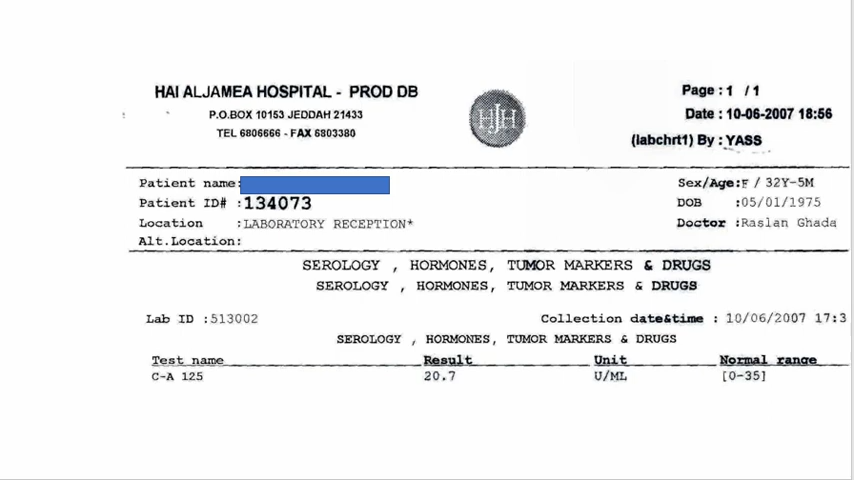 HAI ALJAMEA HOSPITAL - PROD DB
P.O.BOX 10153 JEDDAH 21433
TEL 6806666 - FAX 6803380
HJH
Page : 1 / 1
Date : 10-06-2007 18:56
(labchrt1) By : YASS
Patient name:
Patient ID# :134073
Location :LABORATORY RECEPTION*
Alt.Location:
Sex/Age:F / 32Y-5M
DOB :05/01/1975
Doctor :Raslan Ghada
SEROLOGY , HORMONES, TUMOR MARKERS & DRUGS
SEROLOGY , HORMONES, TUMOR MARKERS & DRUGS
Lab ID :513002 Collection date&time : 10/06/2007 17:3
SEROLOGY , HORMONES, TUMOR MARKERS & DRUGS
Test name Result Unit Normal range
C-A 125 20.7 U/ML [0-35]